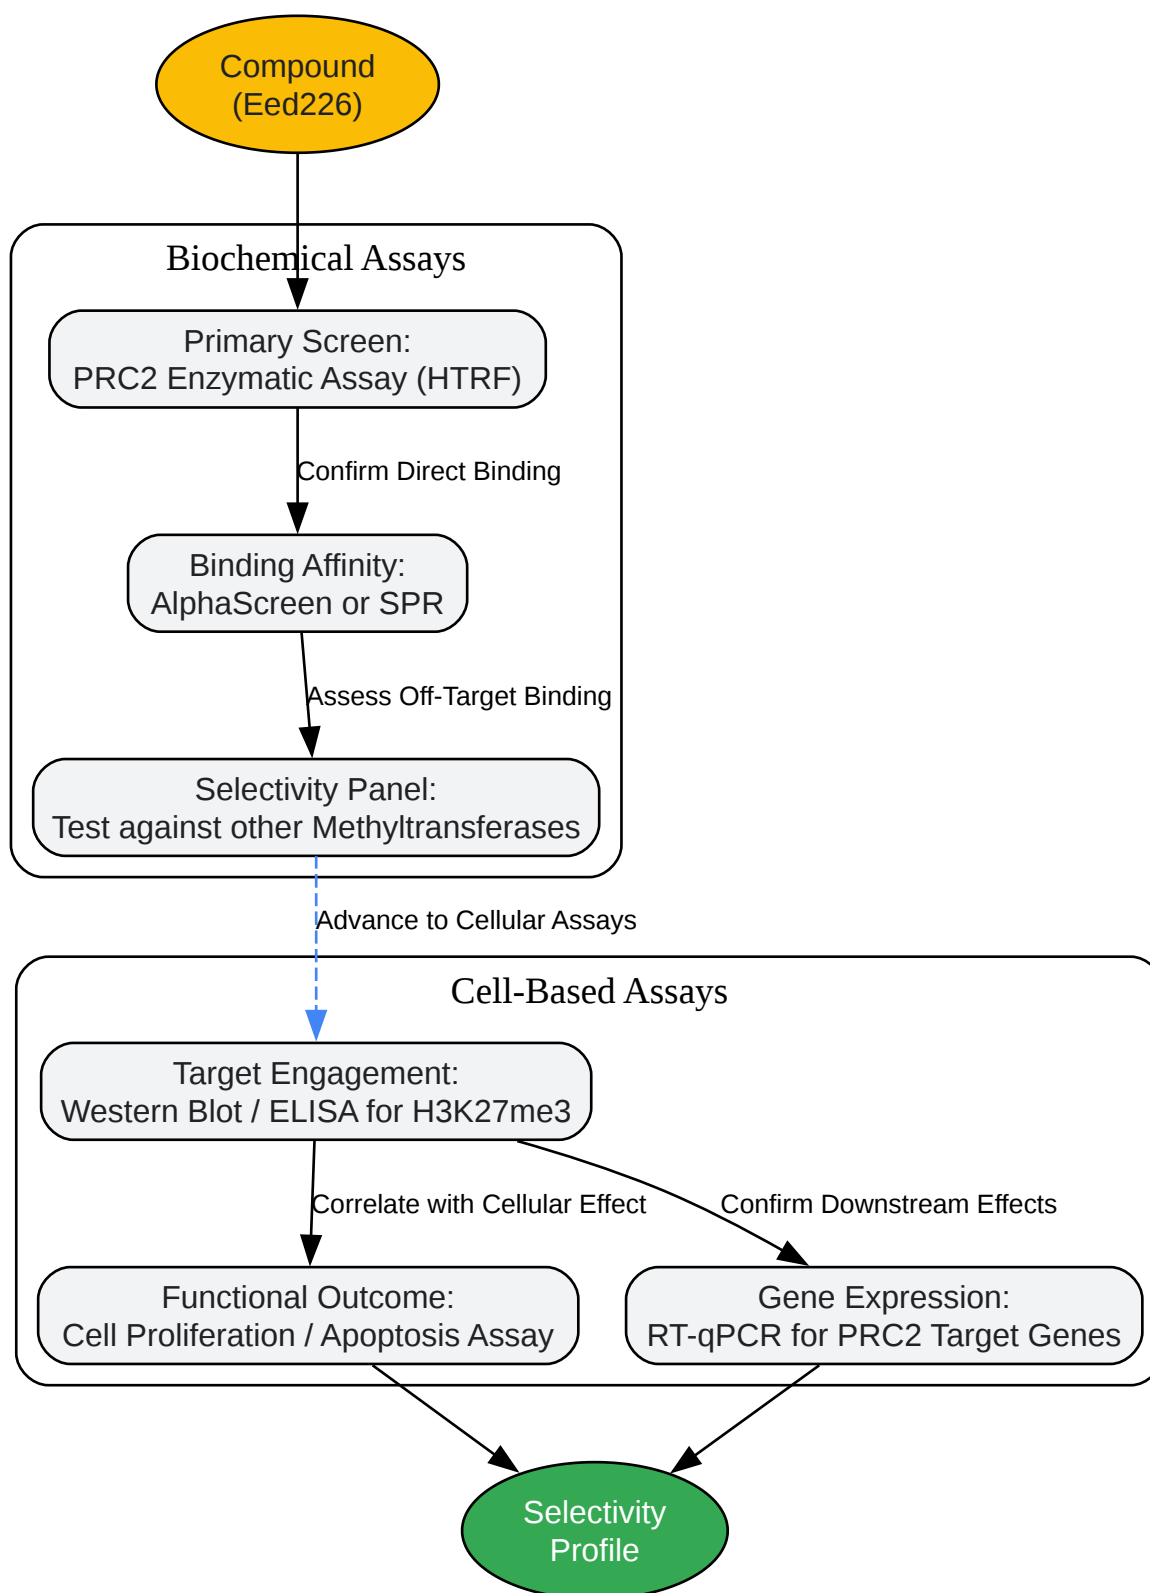 Compound
(Eed226)
Biochemical Assays
Primary Screen:
PRC2 Enzymatic Assay (HTRF)
Confirm Direct Binding
Binding Affinity:
AlphaScreen or SPR
Assess Off-Target Binding
Selectivity Panel:
Test against other Methyltransferases
Advance to Cellular Assays
Cell-Based Assays
Target Engagement:
Western Blot / ELISA for H3K27me3
Correlate with Cellular Effect
Confirm Downstream Effects
Functional Outcome:
Cell Proliferation / Apoptosis Assay
Gene Expression:
RT-qPCR for PRC2 Target Genes
Selectivity
Profile